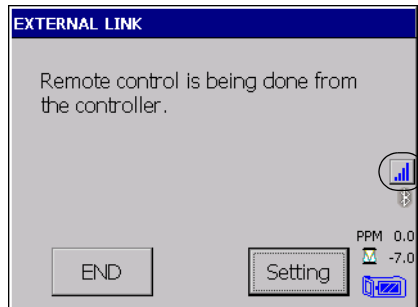 EXTERNAL LINK
Remote control is being done from
the controller.
PPM 0.0
-7.0
END
Setting